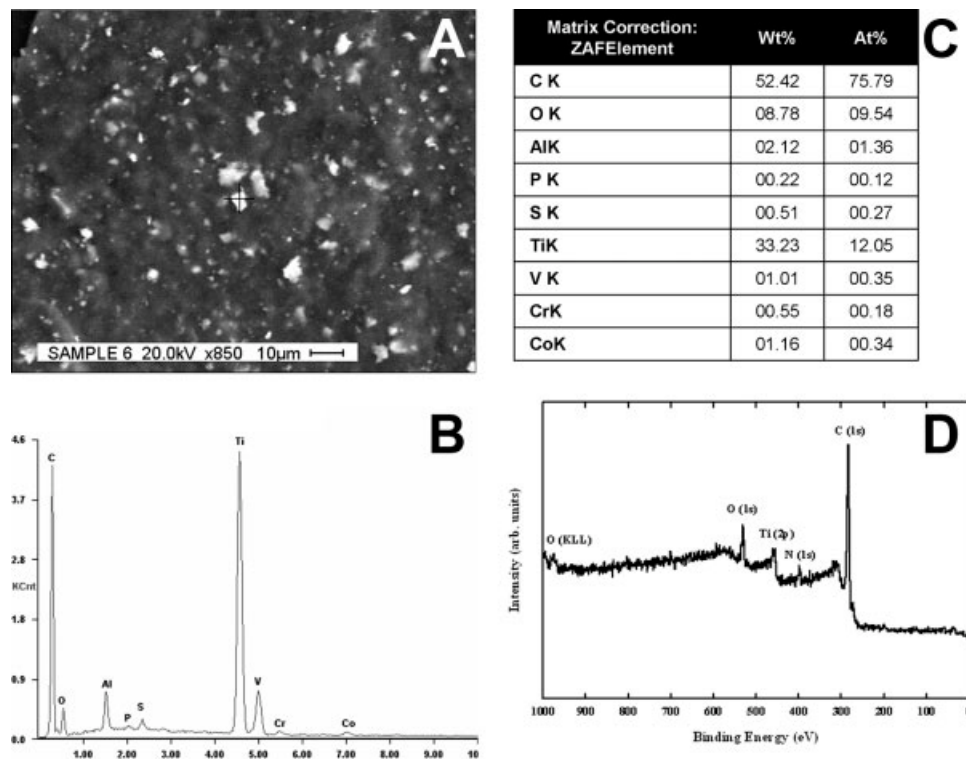 A
SAMPLE 6 20.0kV x850 10μm
C
Matrix Correction: ZAFElement Wt% At%
C K 52.42 75.79
O K 08.78 09.54
AlK 02.12 01.36
P K 00.22 00.12
S K 00.51 00.27
TiK 33.23 12.05
V K 01.01 00.35
CrK 00.55 00.18
CoK 01.16 00.34
B
4.6
3.7
2.8
KCnt
1.8
0.9
0.0
C
O
Al
P
S
Ti
V
Cr
Co
1.00 2.00 3.00 4.00 5.00 6.00 7.00 8.00 9.00 10
D
C (1s)
O (1s)
Ti (2p)
N (1s)
O (KLL)
Intensity (arb. units)
1000 900 800 700 600 500 400 300 200 100 0
Binding Energy (eV)